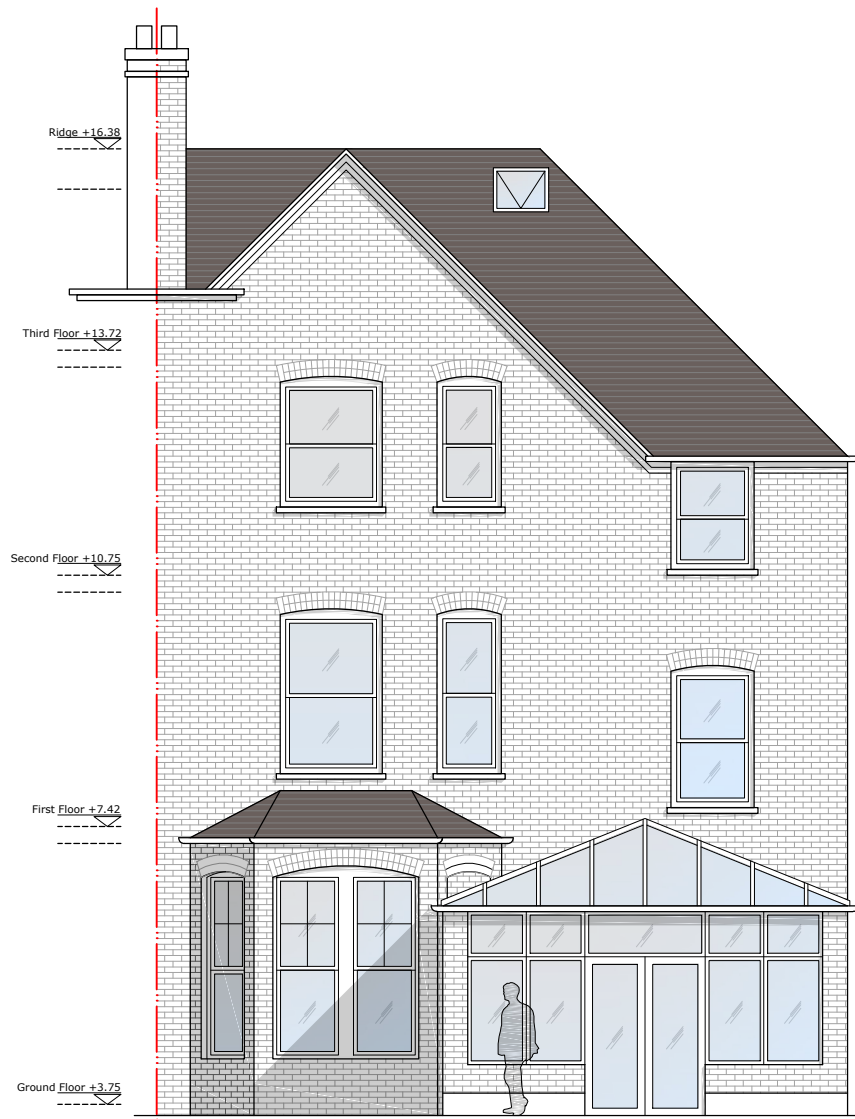 Ridge +16.38
Third Floor +13.72
Second Floor +10.75
First Floor +7.42
Ground Floor +3.75